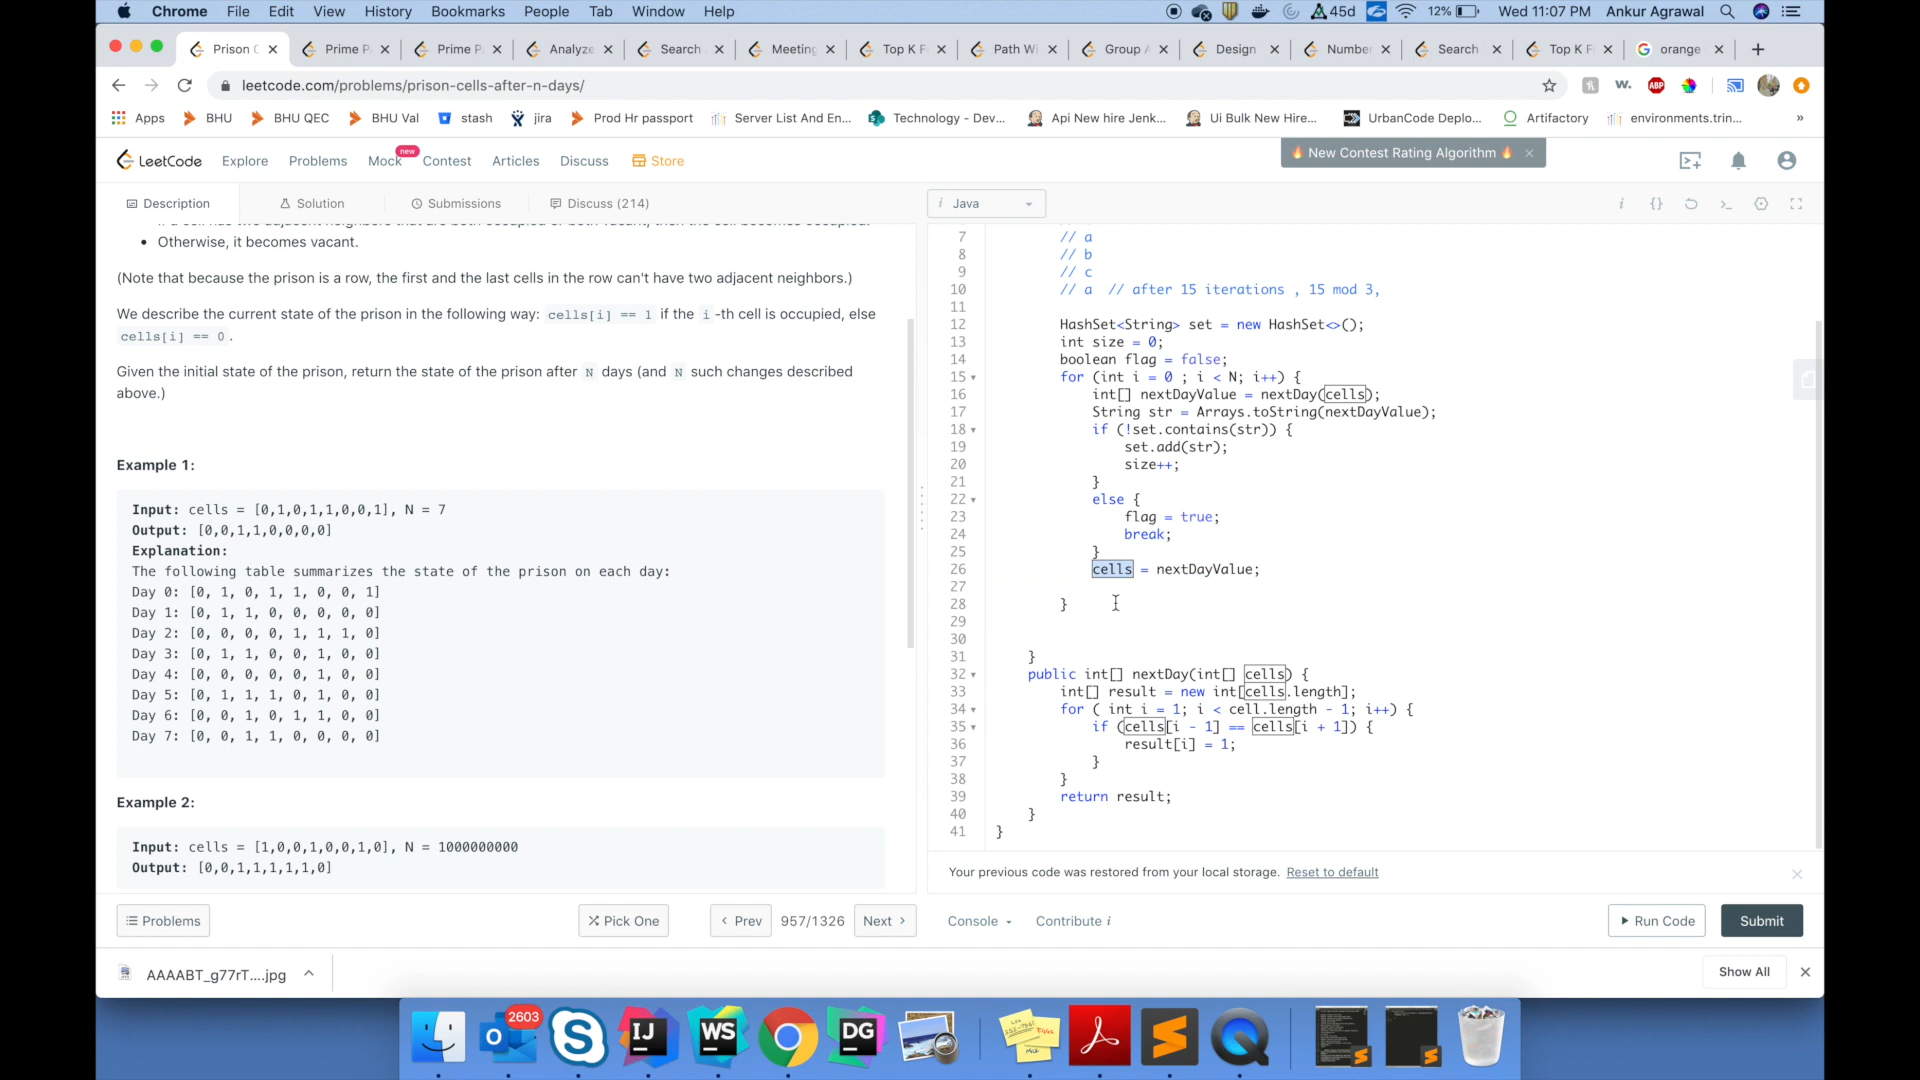 Chrome File Edit View History Bookmarks People Tab Window Help 45d 12% Wed 11:07 PM Ankur Agrawal
Prison C Prime P Prime P Analyze Search Meeting Top K F Path Wi Group A Design Number Search Top K F orange
leetcode.com/problems/prison-cells-after-n-days/
Apps BHU BHU QEC BHU Val stash jira Prod Hr passport Server List And En... Technology - Dev... Api New hire Jenk... Ui Bulk New Hire... UrbanCode Deplo... Artifactory environments.trin... »
LeetCode Explore Problems Mock new Contest Articles Discuss Store
New Contest Rating Algorithm
Description Solution Submissions Discuss (214)
i Java
Otherwise, it becomes vacant.
(Note that because the prison is a row, the first and the last cells in the row can't have two adjacent neighbors.)
We describe the current state of the prison in the following way: cells[i] == 1 if the i -th cell is occupied, else
cells[i] == 0 .
Given the initial state of the prison, return the state of the prison after N days (and N such changes described
above.)
Example 1:
Input: cells = [0,1,0,1,1,0,0,1], N = 7
Output: [0,0,1,1,0,0,0,0]
Explanation:
The following table summarizes the state of the prison on each day:
Day 0: [0, 1, 0, 1, 1, 0, 0, 1]
Day 1: [0, 1, 1, 0, 0, 0, 0, 0]
Day 2: [0, 0, 0, 0, 1, 1, 1, 0]
Day 3: [0, 1, 1, 0, 0, 1, 0, 0]
Day 4: [0, 0, 0, 0, 0, 1, 0, 0]
Day 5: [0, 1, 1, 1, 0, 1, 0, 0]
Day 6: [0, 0, 1, 0, 1, 1, 0, 0]
Day 7: [0, 0, 1, 1, 0, 0, 0, 0]
Example 2:
Input: cells = [1,0,0,1,0,0,1,0], N = 1000000000
Output: [0,0,1,1,1,1,1,0]
7 // a
8 // b
9 // c
10 // a // after 15 iterations , 15 mod 3,
11
12 HashSet<String> set = new HashSet<>();
13 int size = 0;
14 boolean flag = false;
15 for (int i = 0 ; i < N; i++) {
16 int[] nextDayValue = nextDay(cells);
17 String str = Arrays.toString(nextDayValue);
18 if (!set.contains(str)) {
19 set.add(str);
20 size++;
21 }
22 else {
23 flag = true;
24 break;
25 }
26 cells = nextDayValue;
27
28 }
29
30
31 }
32 public int[] nextDay(int[] cells) {
33 int[] result = new int[cells.length];
34 for ( int i = 1; i < cell.length - 1; i++) {
35 if (cells[i - 1] == cells[i + 1]) {
36 result[i] = 1;
37 }
38 }
39 return result;
40 }
41 }
Your previous code was restored from your local storage. Reset to default
Problems Pick One Prev 957/1326 Next Console Contribute i Run Code Submit
AAAABT_g77rT....jpg Show All
2603
IJ WS DG